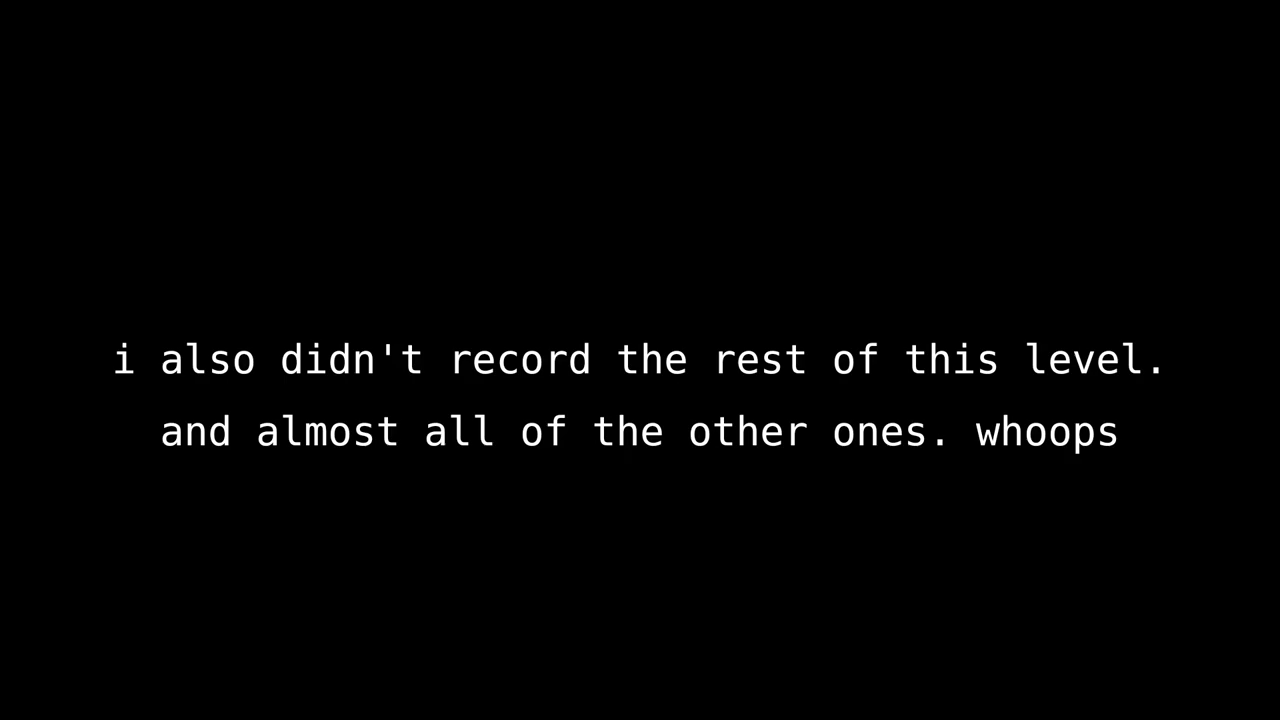 i also didn't record the rest of this level.
and almost all of the other ones. whoops